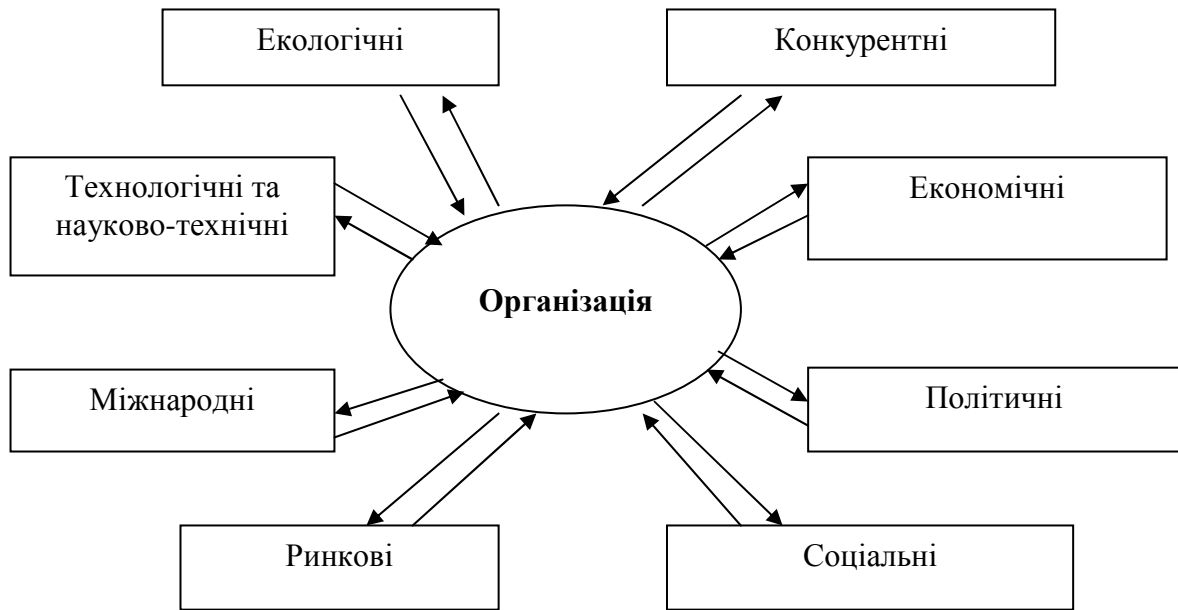 Екологічні
Конкурентні
Технологічні та
науково-технічні
Економічні
Організація
Міжнародні
Політичні
Ринкові
Соціальні